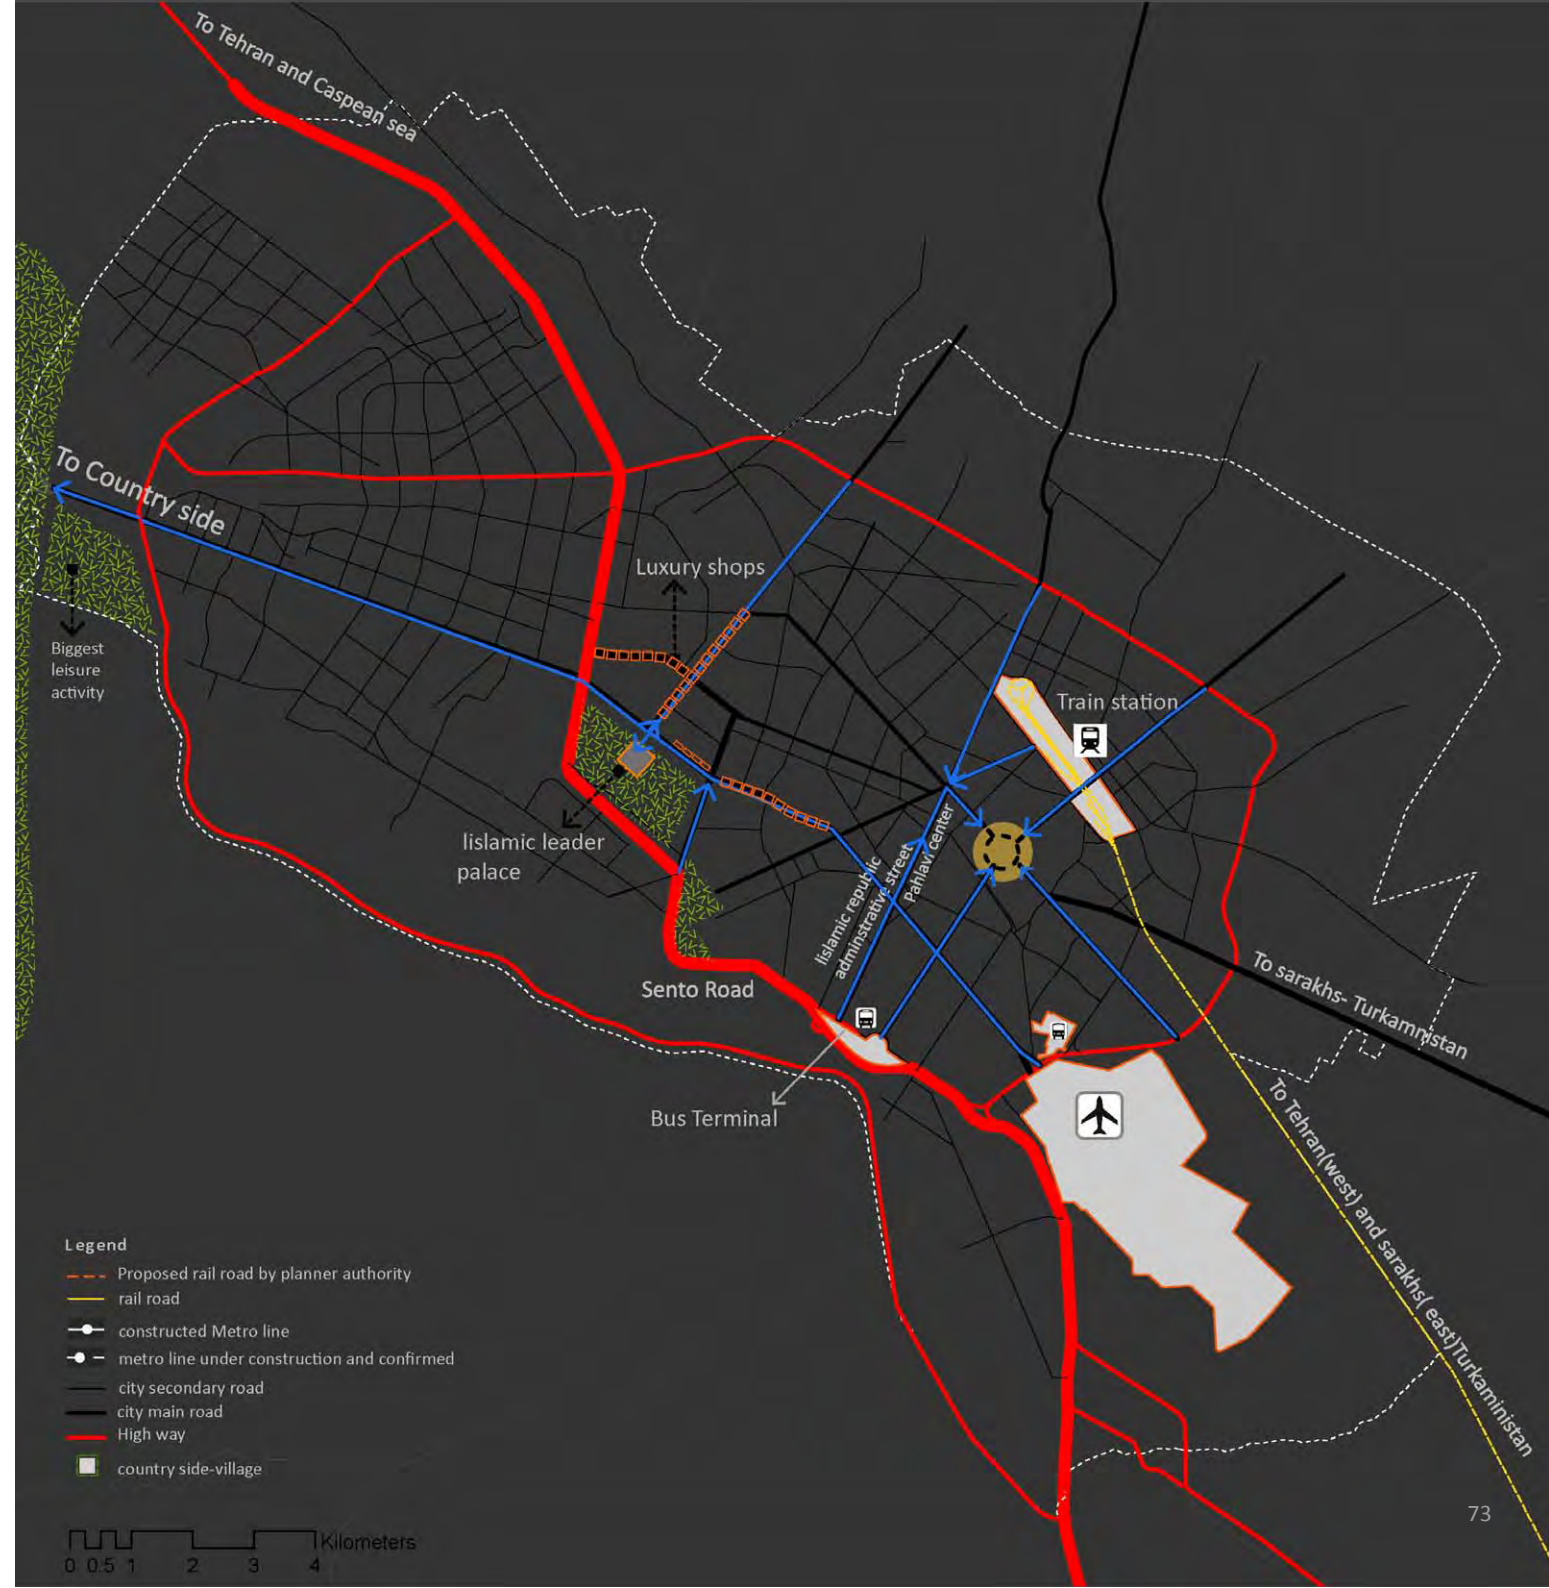 To Tehran and Caspean sea
To Country side
Luxury shops
Biggest
leisure
activity
Train station
Iislamic leader
palace
Iislamic republic
adminstrative street
Pahlavi center
Sento Road
To sarakhs- Turkamnistan
Bus Terminal
To Tehran(west) and sarakhs( east)Turkaministan
Legend
Proposed rail road by planner authority
rail road
constructed Metro line
metro line under construction and confirmed
city secondary road
city main road
High way
country side-village
73
Kilometers
0 0.5 1 2 3 4